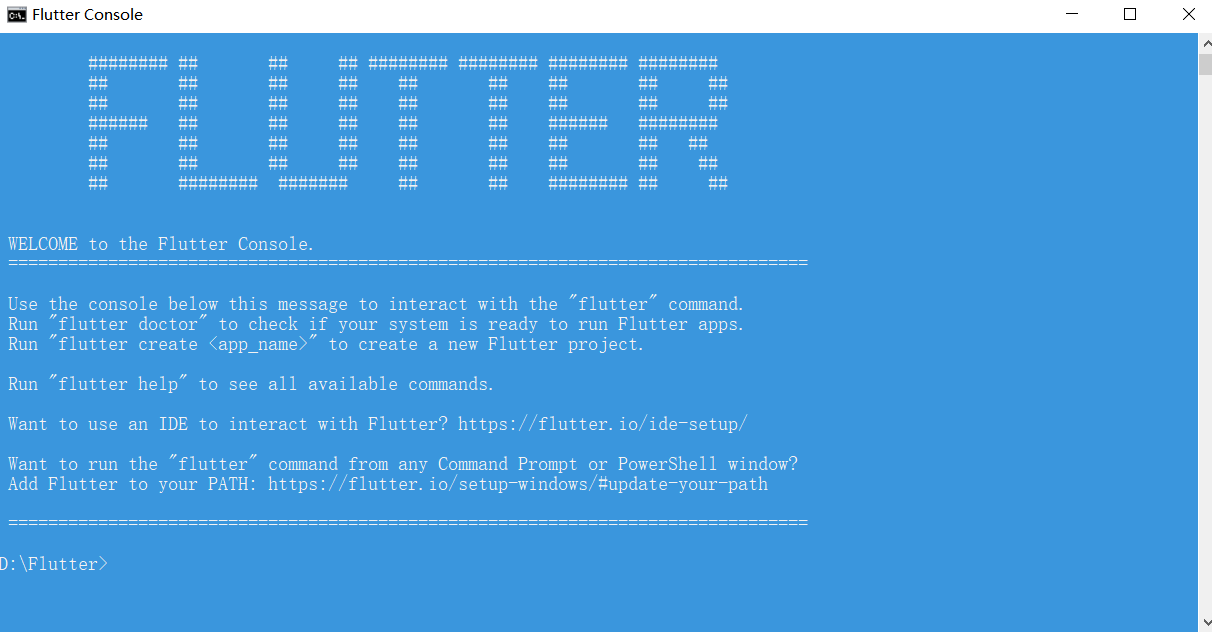 Flutter Console
######## ##       ##     ## ######## ######## ######## ########
##       ##       ##     ##    ##       ##    ##       ##     ##
##       ##       ##     ##    ##       ##    ##       ##     ##
######   ##       ##     ##    ##       ##    ######   ########
##       ##       ##     ##    ##       ##    ##       ##   ##
##       ##       ##     ##    ##       ##    ##       ##    ##
##       ########  #######     ##       ##    ######## ##     ##
WELCOME to the Flutter Console.
================================================================================
Use the console below this message to interact with the "flutter" command.
Run "flutter doctor" to check if your system is ready to run Flutter apps.
Run "flutter create <app_name>" to create a new Flutter project.
Run "flutter help" to see all available commands.
Want to use an IDE to interact with Flutter? https://flutter.io/ide-setup/
Want to run the "flutter" command from any Command Prompt or PowerShell window?
Add Flutter to your PATH: https://flutter.io/setup-windows/#update-your-path
================================================================================
D:\Flutter>